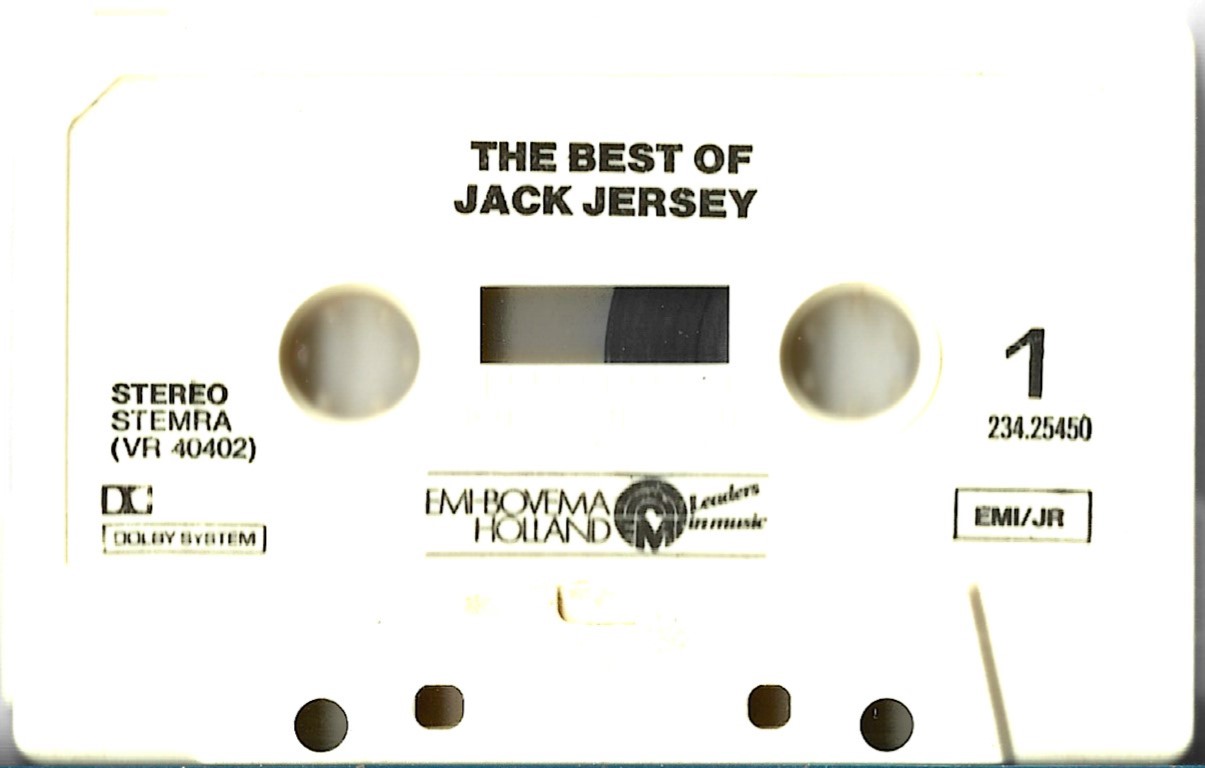 THE BEST OF
JACK JERSEY
1
234.25450
STEREO
STEMRA
(VR 40402)
DOLBY SYSTEM
EMI-BOVEMA
HOLLAND
Leaders
in music
EMI/JR